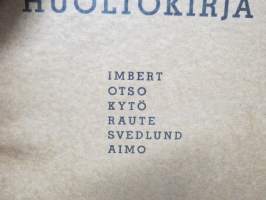 HUOLTOKIRJA
IMBERT
OTSO
KYTÖ
RAUTE
SVEDLUND
AIMO